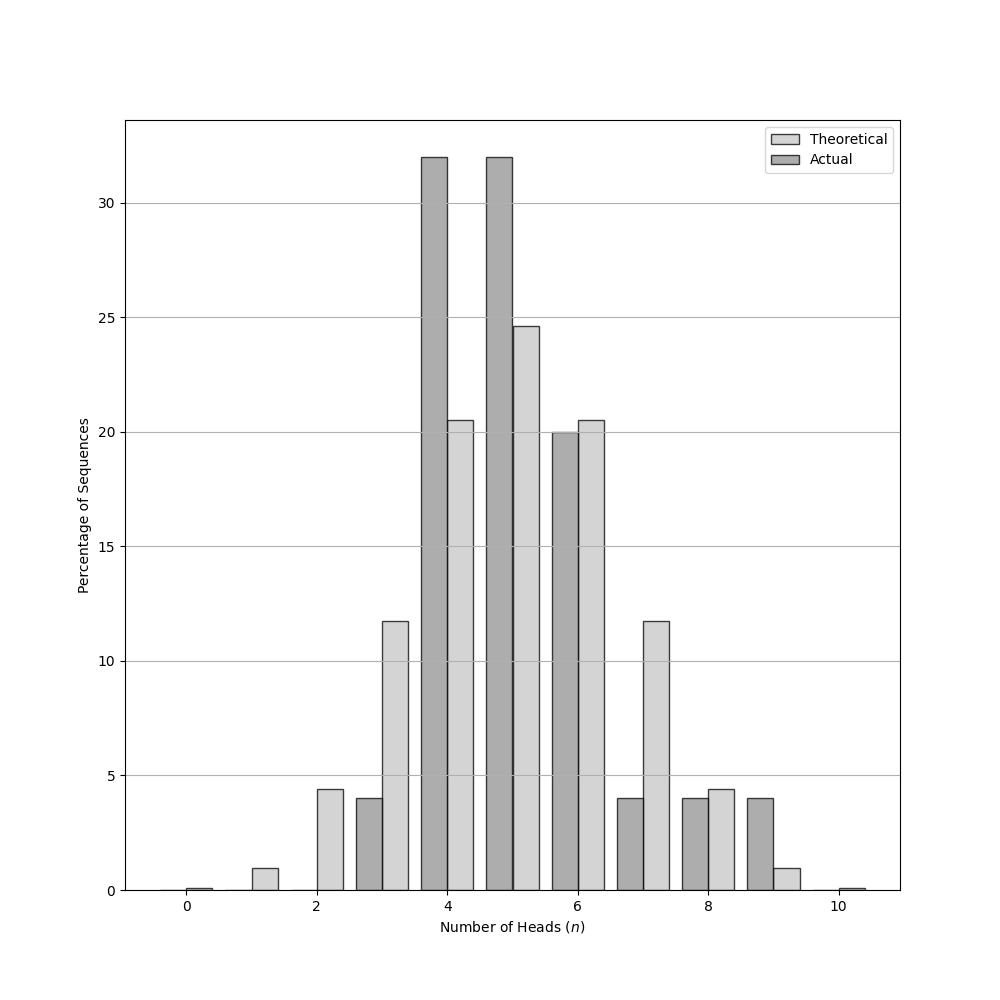 Theoretical
Actual
30
25
20
15
10
5
0
Percentage of Sequences
0 2 4 6 8 10
Number of Heads (n)